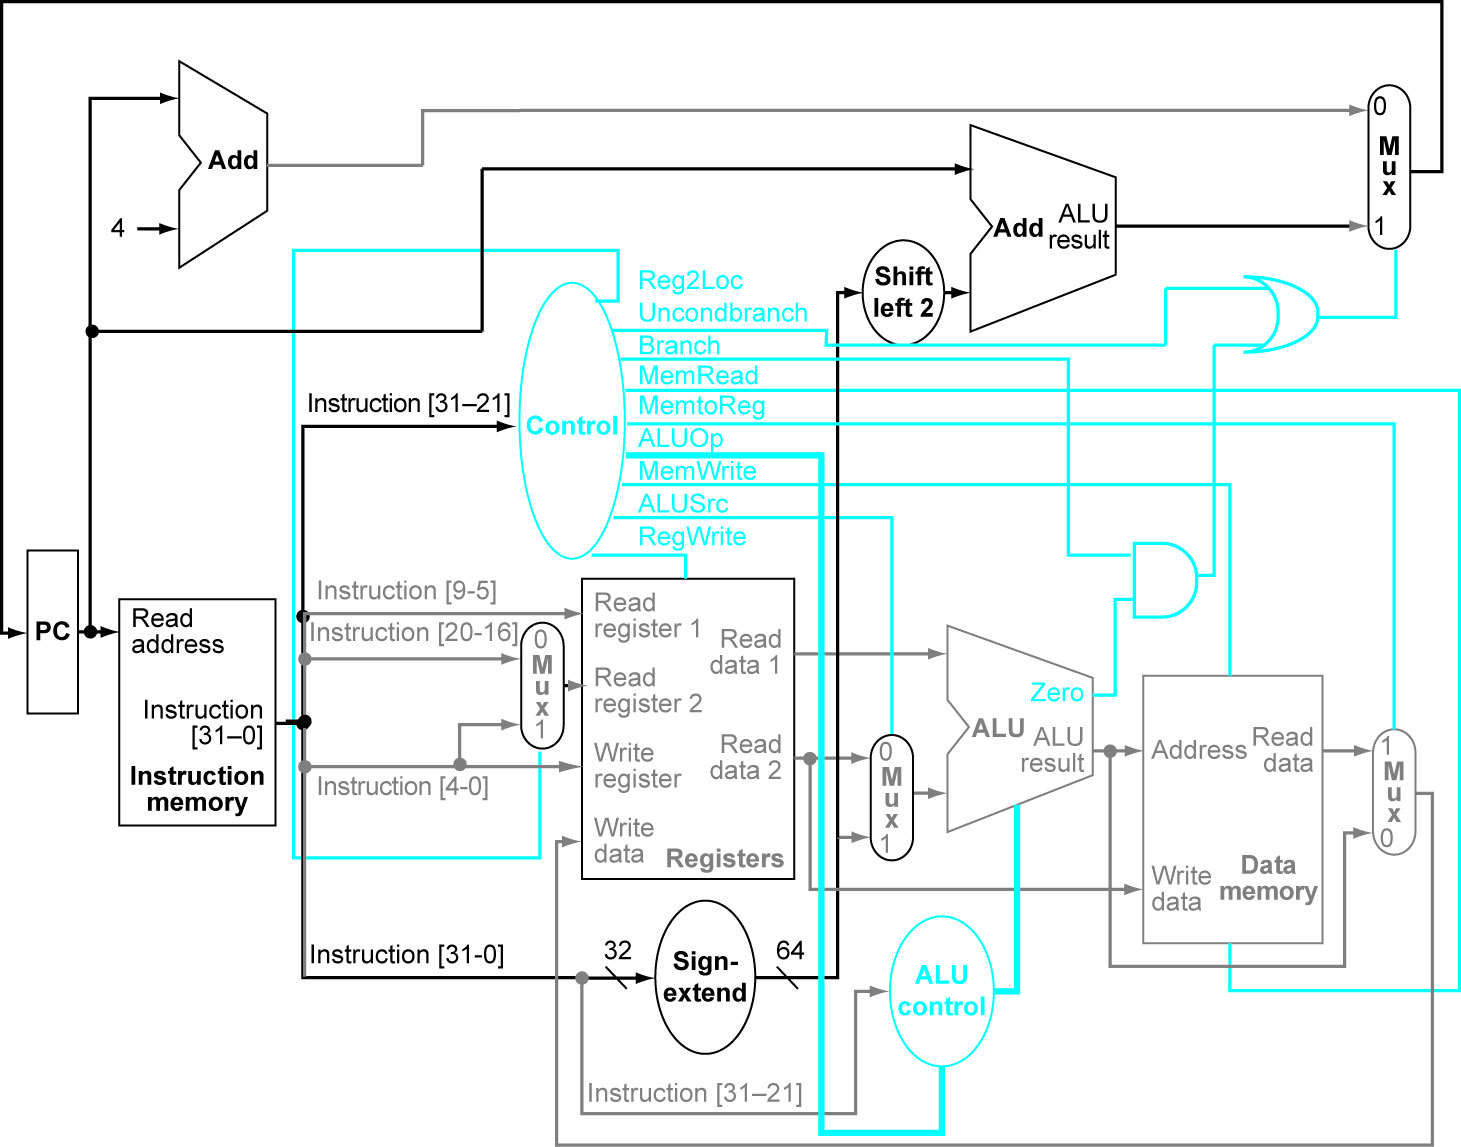 0
M
u
x
1
Add
4
Add
ALU
result
Shift
left 2
Reg2Loc
Uncondbranch
Branch
MemRead
MemtoReg
ALUOp
MemWrite
ALUSrc
RegWrite
Instruction [31–21]
Control
PC
Read
address
Instruction
[31–0]
Instruction
memory
Instruction [9-5]
Instruction [20-16]
Instruction [4-0]
0
M
u
x
1
Read
register 1
Read
register 2
Write
register
Write
data
Read
data 1
Read
data 2
Registers
0
M
u
x
1
Zero
ALU
ALU
result
Address
Read
data
Write
data
Data
memory
1
M
u
x
0
Instruction [31-0]
32
Sign-
extend
64
ALU
control
Instruction [31–21]